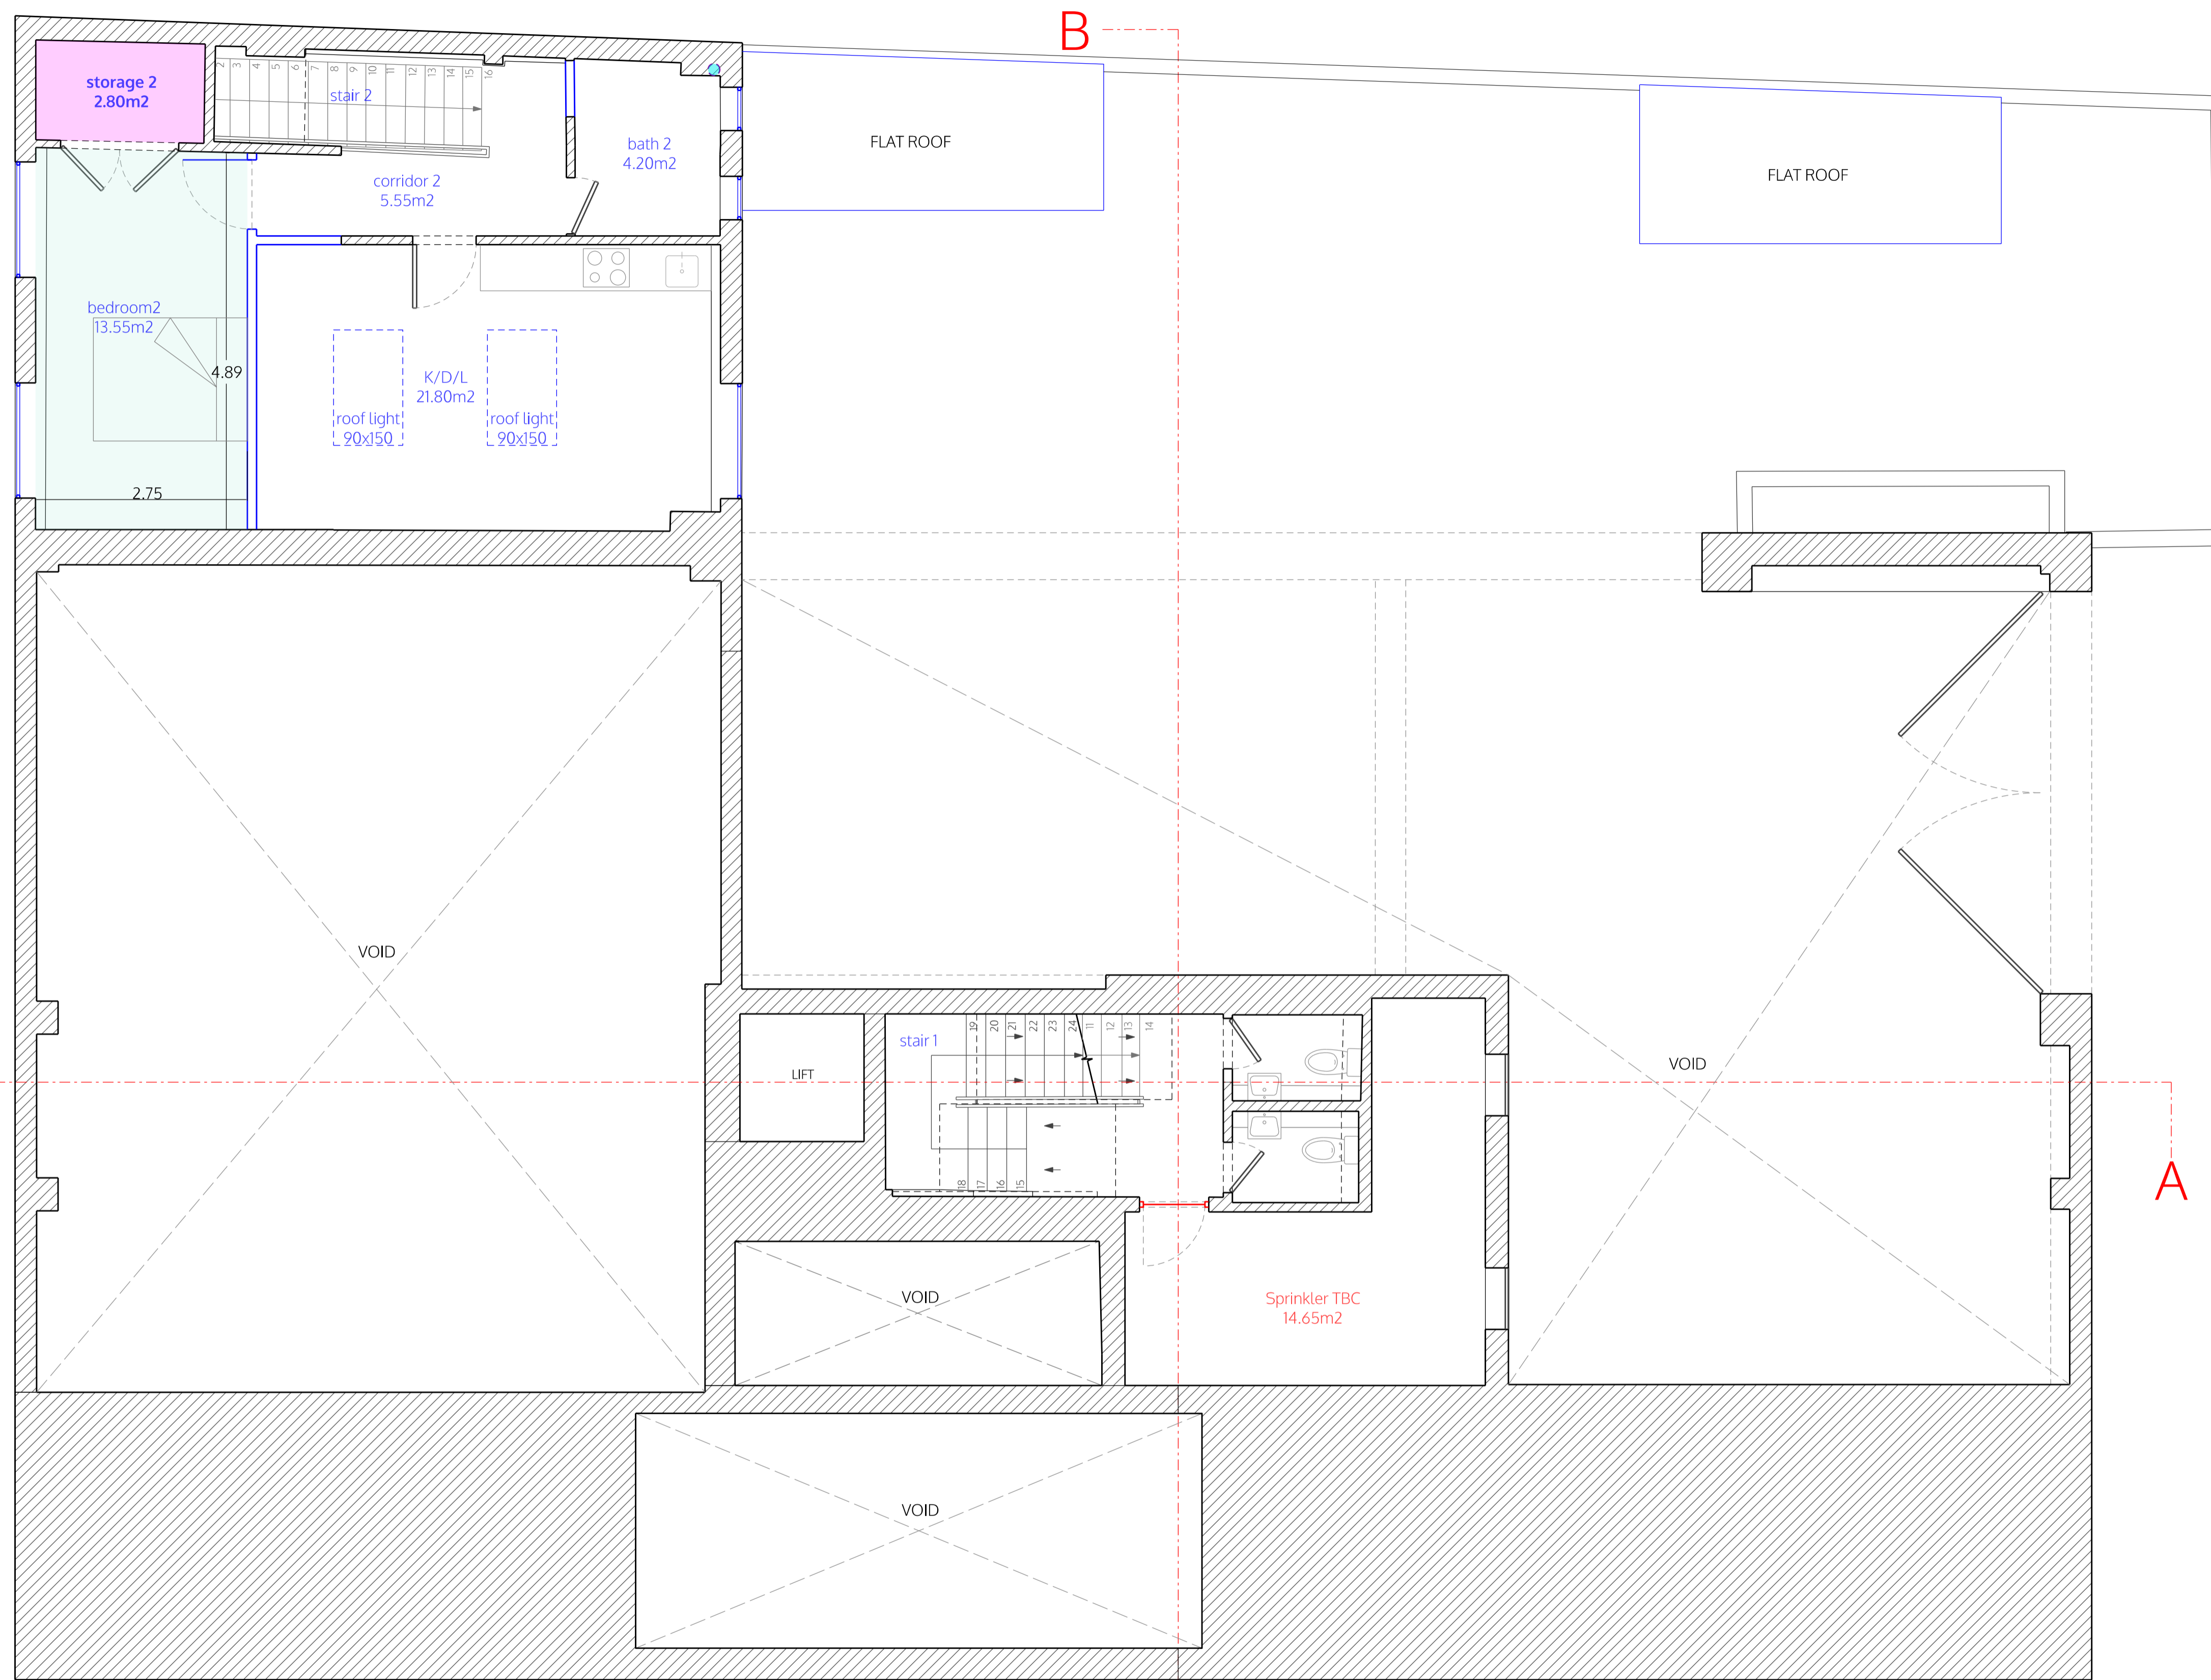 B
storage 2
2.80m2
2
3
4
5
6
7
8
9
10
11
12
13
14
15
16
stair 2
bath 2
4.20m2
FLAT ROOF
FLAT ROOF
corridor 2
5.55m2
bedroom2
13.55m2
4.89
K/D/L
21.80m2
roof light
90x150
roof light
90x150
2.75
VOID
stair 1
19
20
21
22
23
24
11
12
13
14
LIFT
VOID
18
17
16
15
A
VOID
Sprinkler TBC
14.65m2
VOID